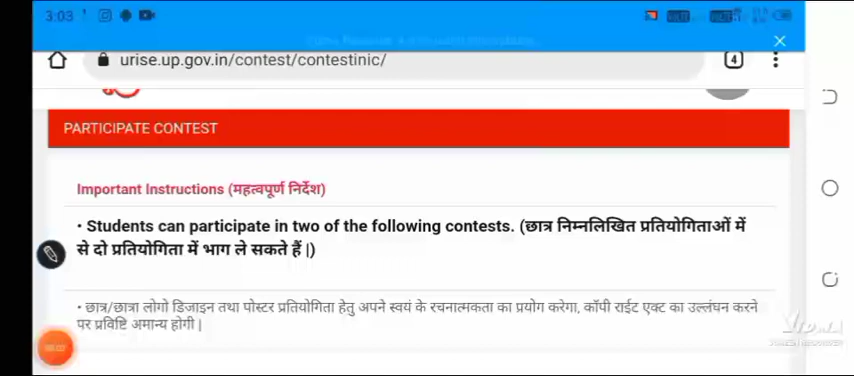 3:03
urise.up.gov.in/contest/contestinic/
4
PARTICIPATE CONTEST
Important Instructions (महत्वपूर्ण निर्देश)
• Students can participate in two of the following contests. (छात्र निम्नलिखित प्रतियोगिताओं में
से दो प्रतियोगिता में भाग ले सकते हैं।)
• छात्र/छात्रा लोगो डिजाइन तथा पोस्टर प्रतियोगिता हेतु अपने स्वयं के रचनात्मकता का प्रयोग करेगा, कॉपी राईट एक्ट का उल्लंघन करने
पर प्रविष्टि अमान्य होगी |